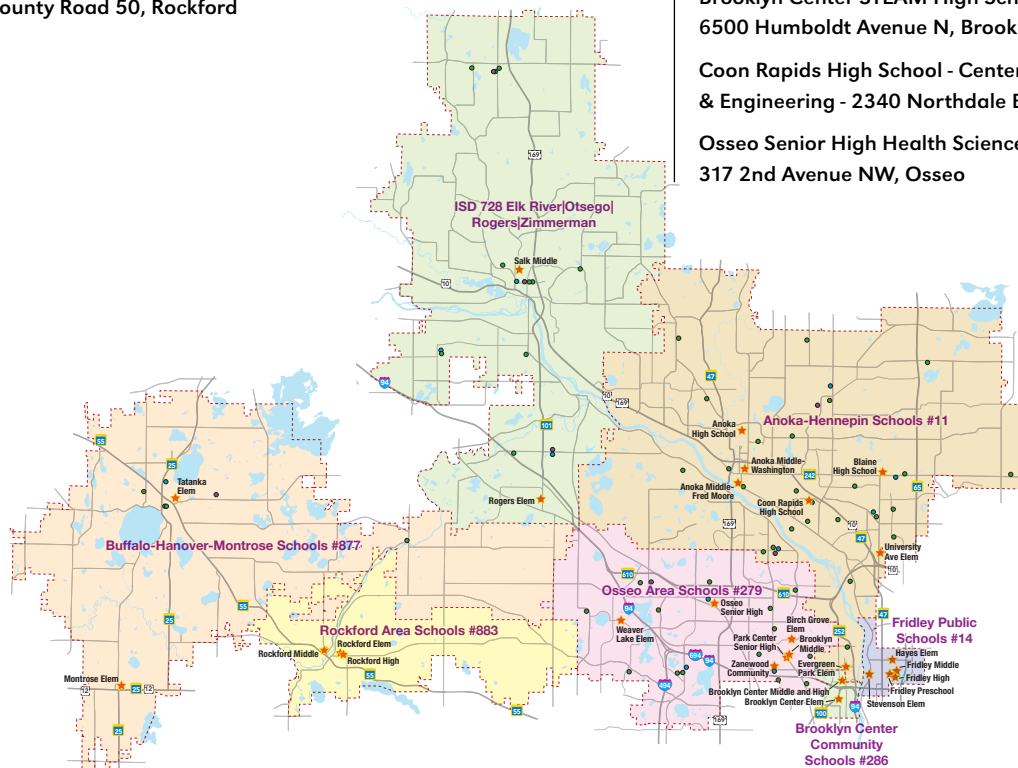 ounty Road 50, Rockford
Brooklyn Center STEAM High Sch
6500 Humboldt Avenue N, Brook
Coon Rapids High School - Center
& Engineering - 2340 Northdale B
Osseo Senior High Health Science
317 2nd Avenue NW, Osseo
169
ISD 728 Elk River|Otsego|
Rogers|Zimmerman
Salk Middle
10
94
47
10
169
101
Anoka
High School
Anoka-Hennepin Schools #11
Anoka Middle-
Washington
Blaine
High School
242
65
Anoka Middle-
Fred Moore
Coon Rapids
High School
169
10
47
University
Ave Elem
10
Rogers Elem
55
25
Tatanka
Elem
Buffalo-Hanover-Montrose Schools #877
25
55
Rockford Area Schools #883
Rockford Elem
Rockford Middle
Rockford High
55
55
Montrose Elem
12
25
12
25
610
Osseo Area Schools #279
610
94
Osseo
Senior High
Weaver
Lake Elem
Birch Grove
Elem
Park Center
Senior High
Brooklyn
Middle
252
47
Fridley Public
Schools #14
694
94
Zanewood
Community
Evergreen
Park Elem
Hayes Elem
Fridley Middle
Fridley High
Fridley Preschool
494
Brooklyn Center Middle and High
Brooklyn Center Elem
Stevenson Elem
94
100
169
Brooklyn Center
Community
Schools #286